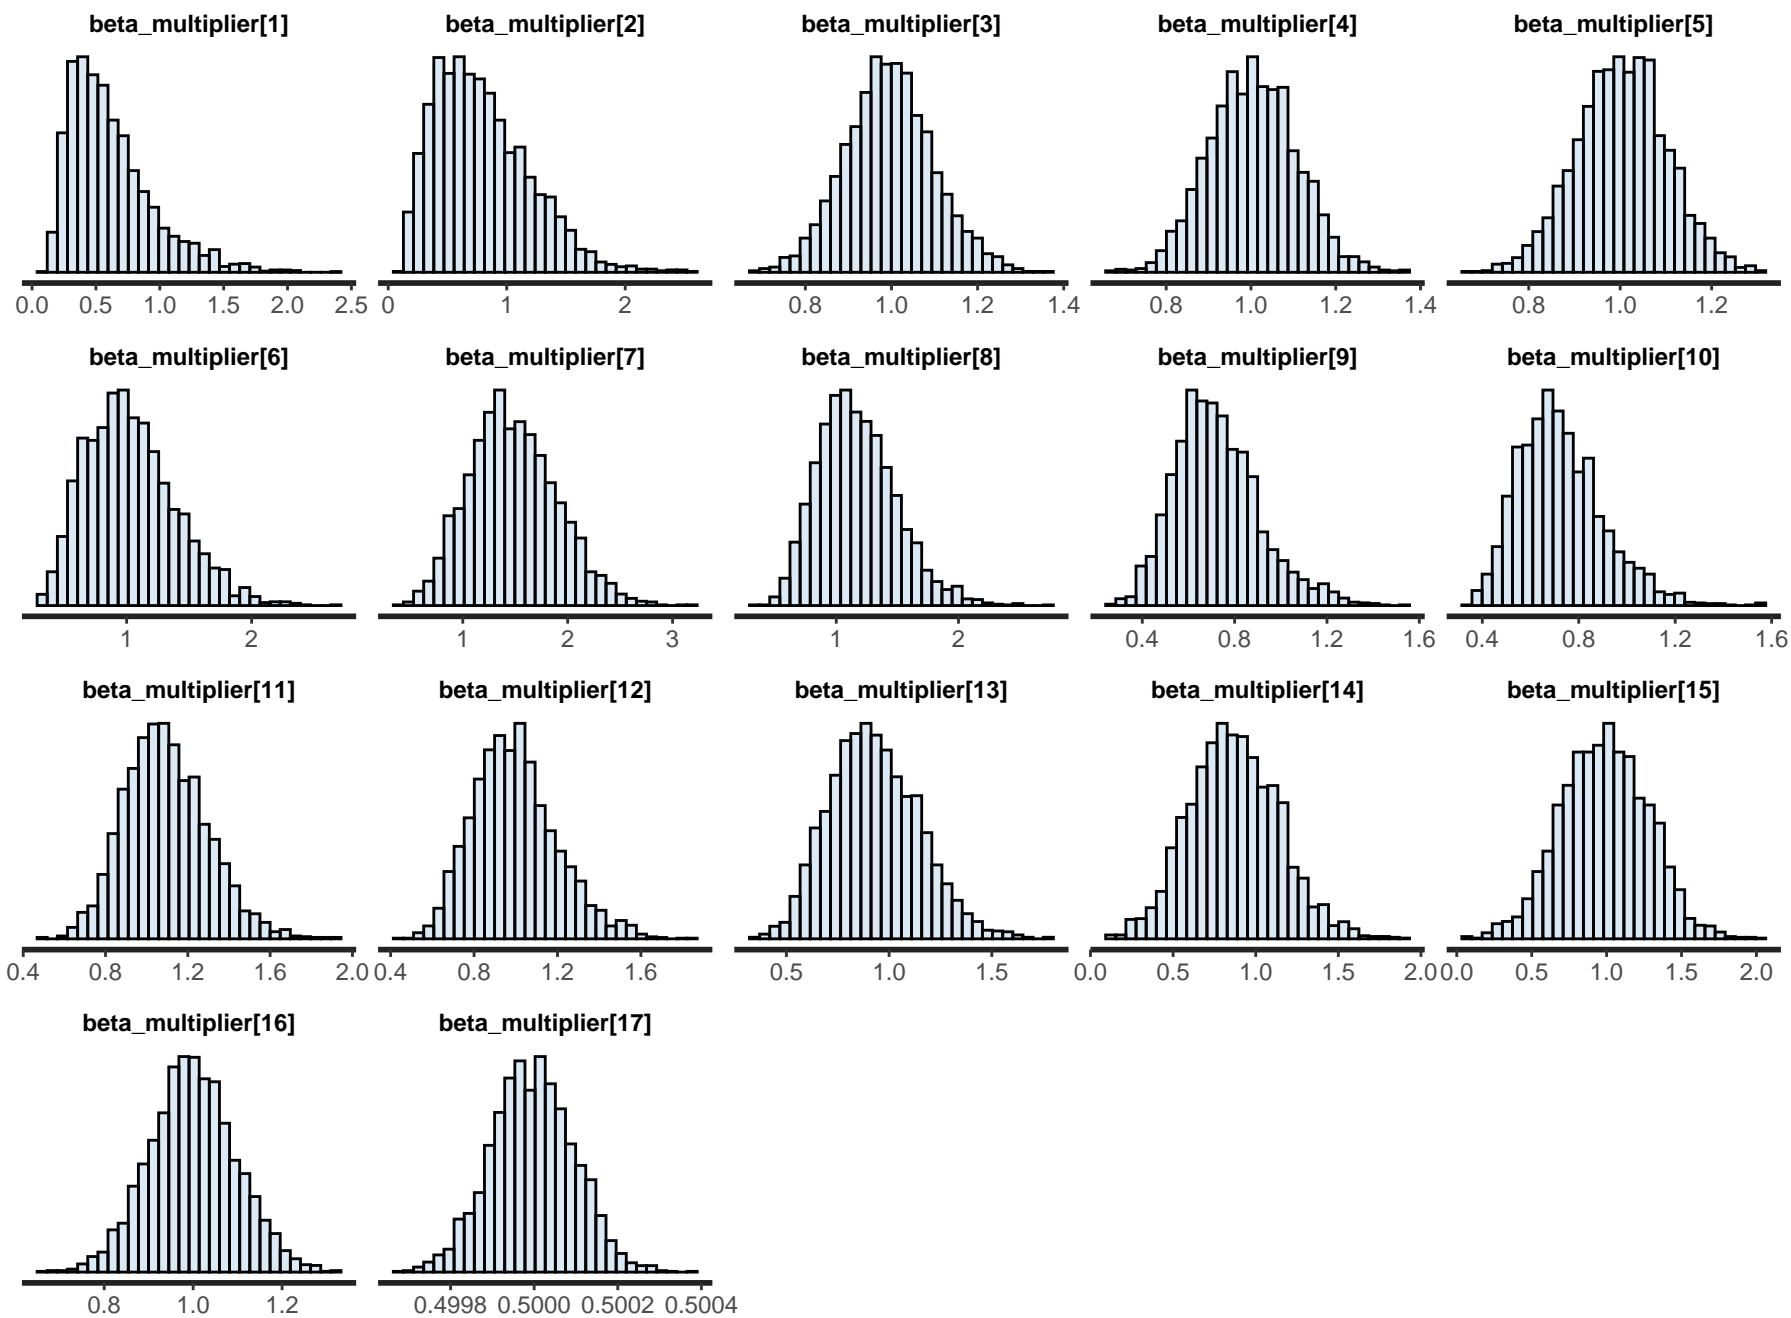 beta_multiplier[1] beta_multiplier[2] beta_multiplier[3] beta_multiplier[4] beta_multiplier[5]
0.0 0.5 1.0 1.5 2.0 2.5 0 1 2 0.8 1.0 1.2 1.4 0.8 1.0 1.2 1.4 0.8 1.0 1.2
beta_multiplier[6] beta_multiplier[7] beta_multiplier[8] beta_multiplier[9] beta_multiplier[10]
1 2 1 2 3 1 2 0.4 0.8 1.2 1.6 0.4 0.8 1.2 1.6
beta_multiplier[11] beta_multiplier[12] beta_multiplier[13] beta_multiplier[14] beta_multiplier[15]
0.4 0.8 1.2 1.6 2.0 0.4 0.8 1.2 1.6 0.5 1.0 1.5 0.0 0.5 1.0 1.5 2.0 0.0 0.5 1.0 1.5 2.0
beta_multiplier[16] beta_multiplier[17]
0.8 1.0 1.2 0.4998 0.5000 0.5002 0.5004